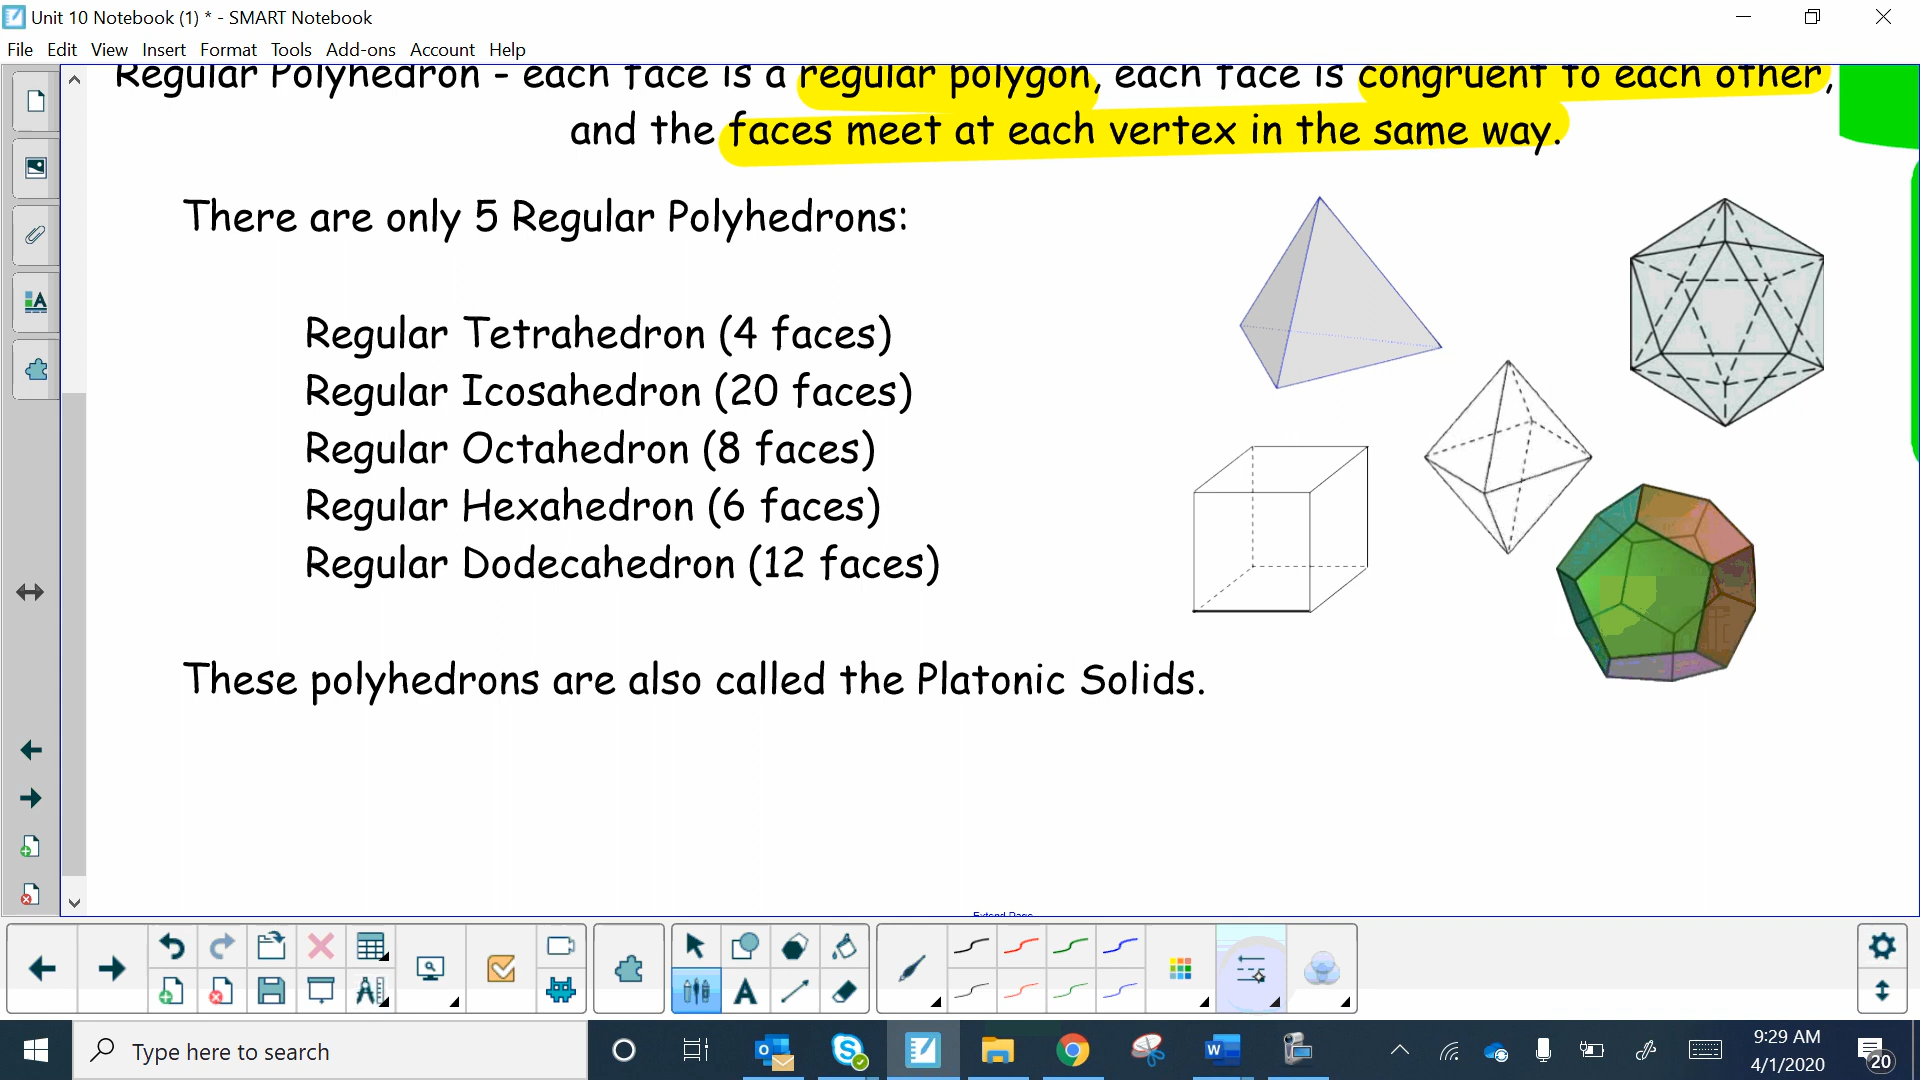 Unit 10 Notebook (1) * - SMART Notebook
File Edit View Insert Format Tools Add-ons Account Help
Regular Polyhedron - each face is a regular polygon, each face is congruent to each other,
and the faces meet at each vertex in the same way.
There are only 5 Regular Polyhedrons:
Regular Tetrahedron (4 faces)
Regular Icosahedron (20 faces)
Regular Octahedron (8 faces)
Regular Hexahedron (6 faces)
Regular Dodecahedron (12 faces)
These polyhedrons are also called the Platonic Solids.
Extend Page
Type here to search
9:29 AM
4/1/2020
20